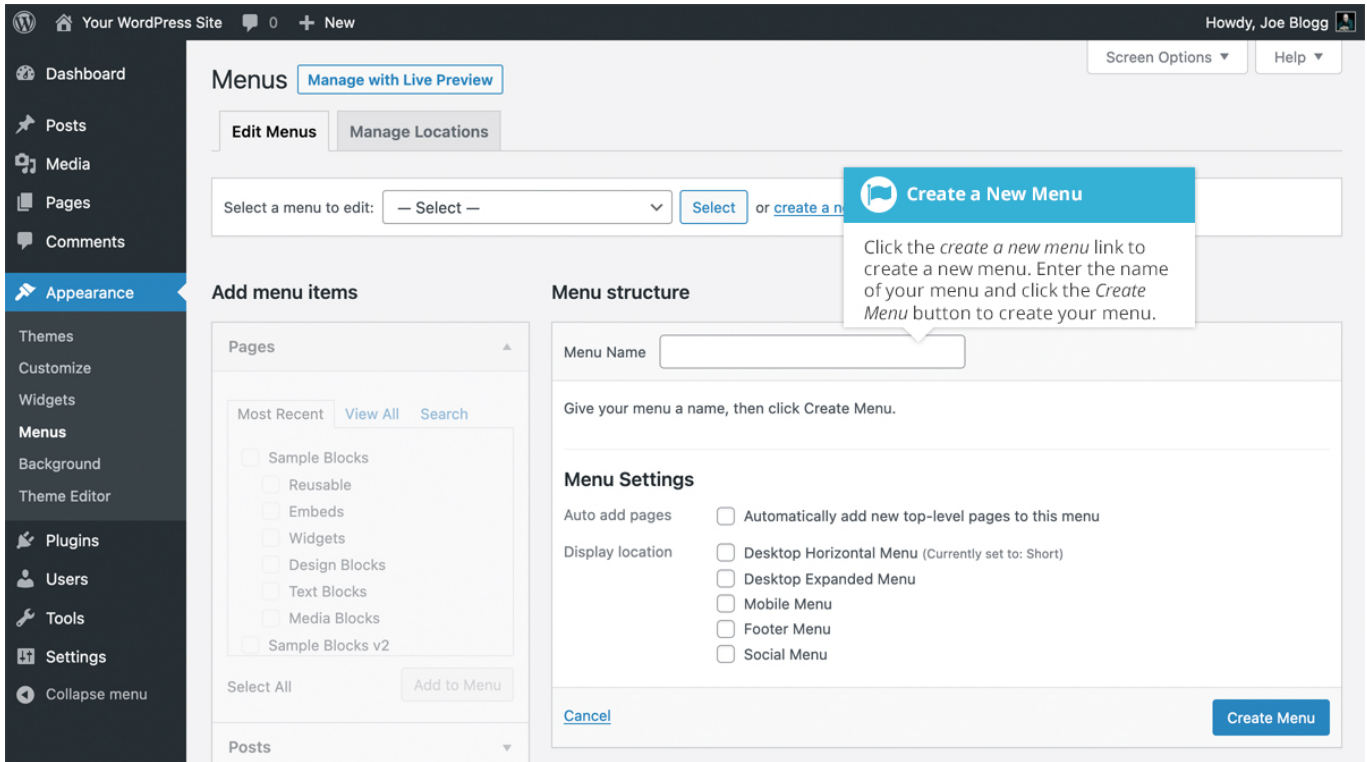 Your WordPress Site 0 New
Howdy, Joe Blogg
Dashboard
Posts
Media
Pages
Comments
Appearance
Themes
Customize
Widgets
Menus
Background
Theme Editor
Plugins
Users
Tools
Settings
Collapse menu
Screen Options Help
Menus Manage with Live Preview
Edit Menus Manage Locations
Select a menu to edit: — Select — Select or create a
Create a New Menu
Click the create a new menu link to
create a new menu. Enter the name
of your menu and click the Create
Menu button to create your menu.
Add menu items
Pages
Most Recent View All Search
Sample Blocks
Reusable
Embeds
Widgets
Design Blocks
Text Blocks
Media Blocks
Sample Blocks v2
Select All Add to Menu
Posts
Menu structure
Menu Name
Give your menu a name, then click Create Menu.
Menu Settings
Auto add pages Automatically add new top-level pages to this menu
Display location Desktop Horizontal Menu (Currently set to: Short)
Desktop Expanded Menu
Mobile Menu
Footer Menu
Social Menu
Cancel Create Menu